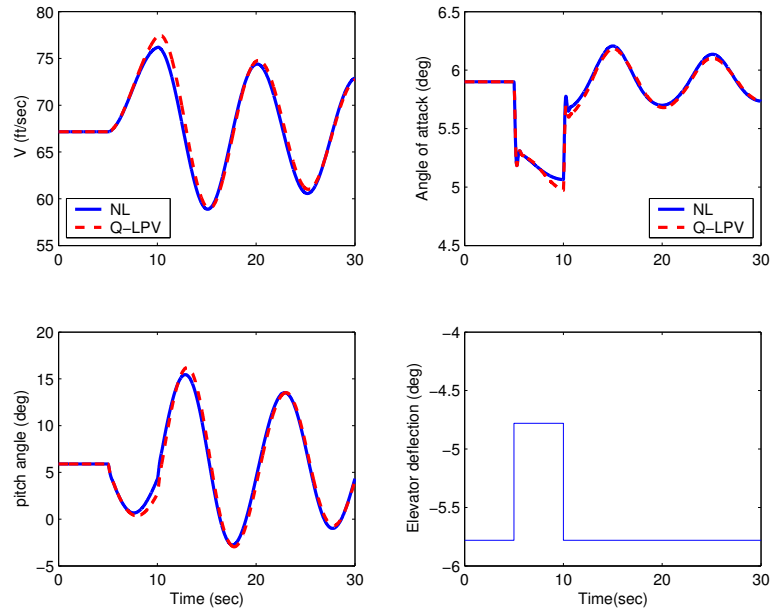 80
75
70
65
60
55
V (ft/sec)
NL
Q-LPV
0 10 20 30
6.5
6
5.5
5
4.5
Angle of attack (deg)
NL
Q-LPV
0 10 20 30
20
15
10
5
0
-5
pitch angle (deg)
0 10 20 30
Time (sec)
-4
-4.5
-5
-5.5
-6
Elevator deflection (deg)
0 10 20 30
Time(sec)